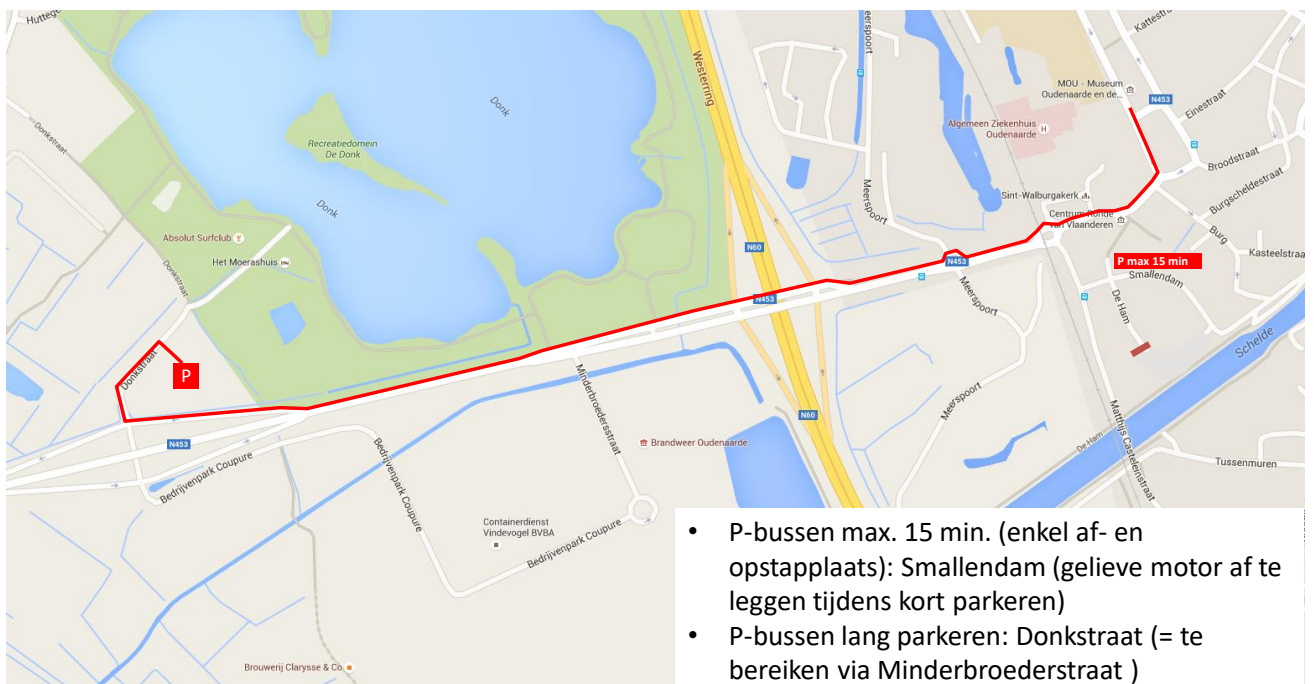 Huttege
Meerspoort
Kattestr
Westerring
MOU - Museum
Oudenaarde en de...
N453
Einestraat
Donk
Donkstraat
Algemeen Ziekenhuis
Oudenaarde
H
Recreatiedomein
De Donk
Broodstraat
Meerspoort
Burgscheldestraat
Sint-Walburgakerk
Donk
Centrum Ronde
van Vlaanderen
Absolut Surfclub
Burg
N60
Het Moerashuis
Kasteelstraa
P max 15 min
N453
Donkstraat
Smallendam
Meerspoort
N453
De Ham
Schelde
P
Donkstraat
Minderbroedersstraat
Meerspoort
N60
Matthijs Casteleinstraat
N453
Brandweer Oudenaarde
De Ham
Bedrijvenpark Coupure
Bedrijvenpark Coupure
Tussenmuren
Containerdienst
Vindevogel BVBA
Bedrijvenpark Coupure
Brouwerij Clarysse & Co
• P-bussen max. 15 min. (enkel af- en
opstapplaats): Smallendam (gelieve motor af te
leggen tijdens kort parkeren)
• P-bussen lang parkeren: Donkstraat (= te
bereiken via Minderbroederstraat )